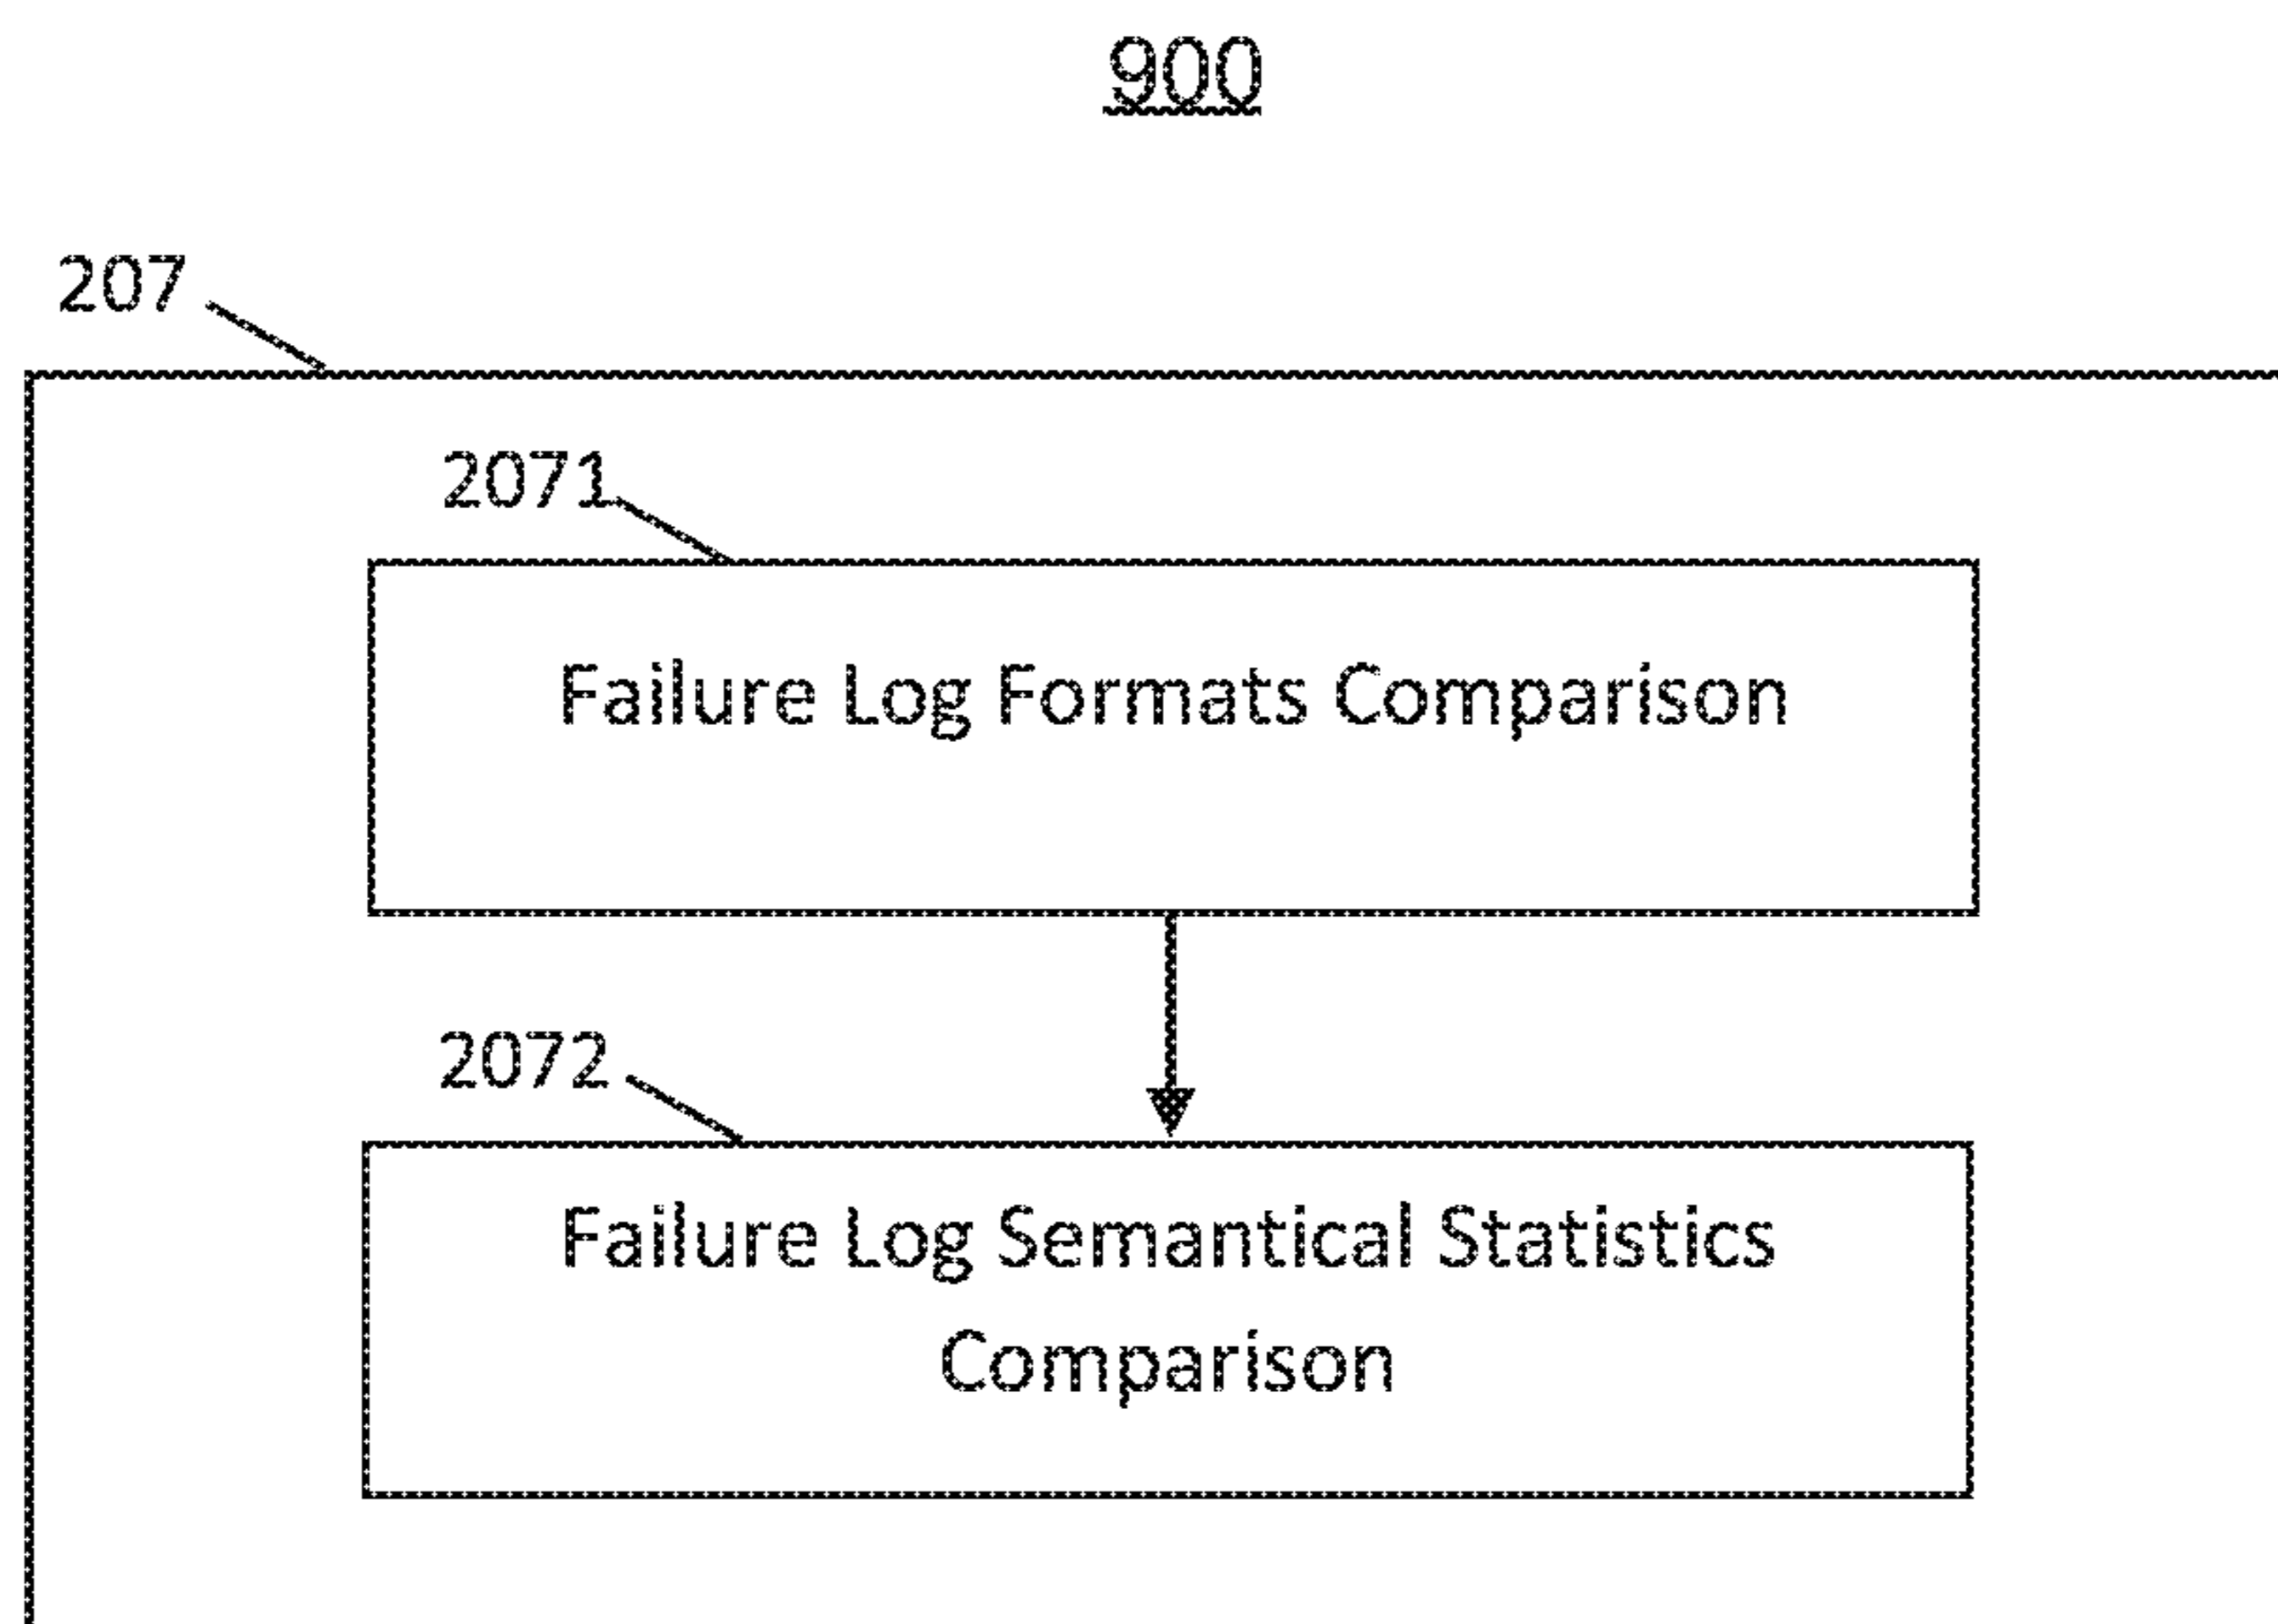 900
207
2071
Failure Log Formats Comparison
2072
Failure Log Semantical Statistics
Comparison